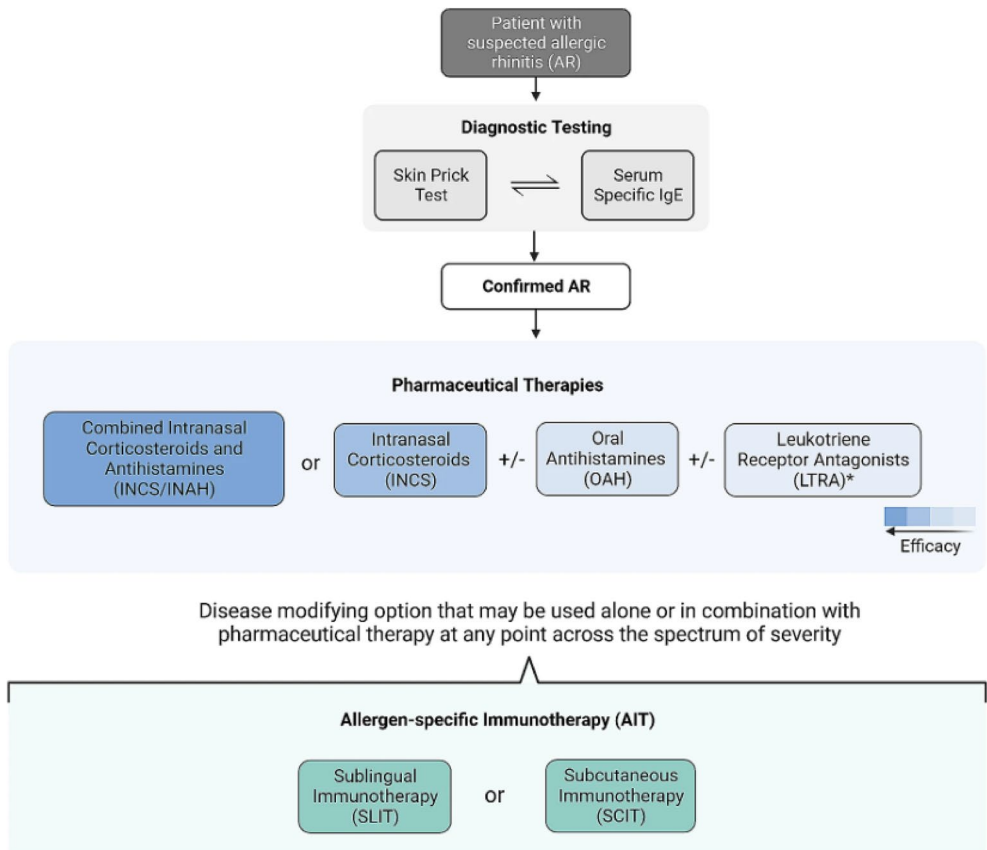 Patient with
suspected allergic
rhinitis (AR)
Diagnostic Testing
Skin Prick
Test
Serum
Specific IgE
Confirmed AR
Pharmaceutical Therapies
Combined Intranasal
Corticosteroids and
Antihistamines
(INCS/INAH)
or
Intranasal
Corticosteroids
(INCS)
+/-
Oral
Antihistamines
(OAH)
+/-
Leukotriene
Receptor Antagonists
(LTRA)*
Efficacy
Disease modifying option that may be used alone or in combination with
pharmaceutical therapy at any point across the spectrum of severity
Allergen-specific Immunotherapy (AIT)
Sublingual
Immunotherapy
(SLIT)
or
Subcutaneous
Immunotherapy
(SCIT)